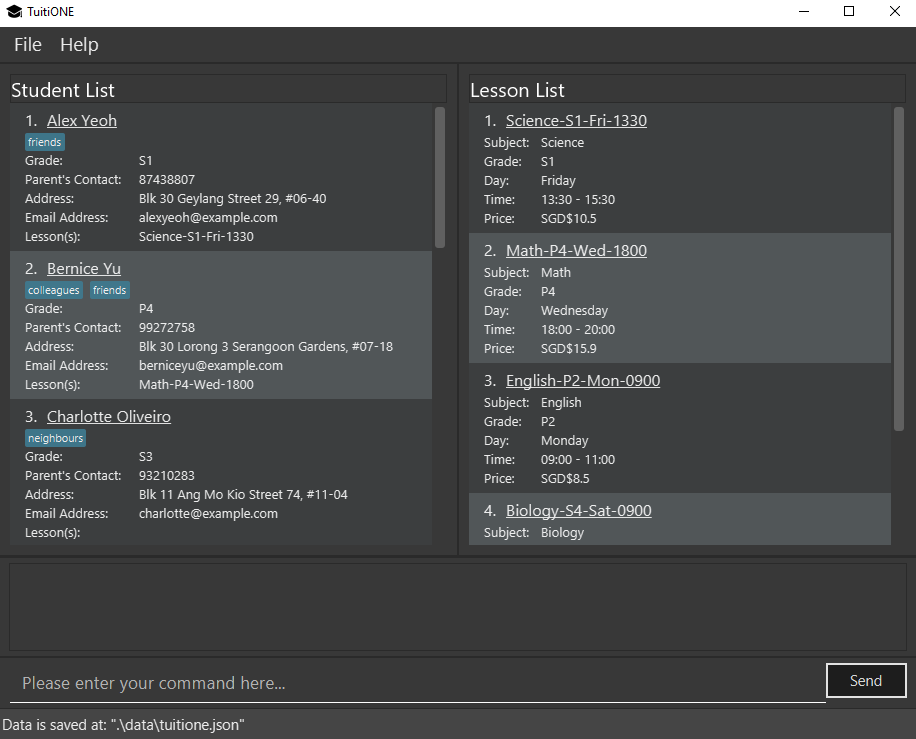 TuitiONE
File Help
Student List
1. Alex Yeoh
friends
Grade: S1
Parent's Contact: 87438807
Address: Blk 30 Geylang Street 29, #06-40
Email Address: alexyeoh@example.com
Lesson(s): Science-S1-Fri-1330
2. Bernice Yu
colleagues friends
Grade: P4
Parent's Contact: 99272758
Address: Blk 30 Lorong 3 Serangoon Gardens, #07-18
Email Address: berniceyu@example.com
Lesson(s): Math-P4-Wed-1800
3. Charlotte Oliveiro
neighbours
Grade: S3
Parent's Contact: 93210283
Address: Blk 11 Ang Mo Kio Street 74, #11-04
Email Address: charlotte@example.com
Lesson(s):
Lesson List
1. Science-S1-Fri-1330
Subject: Science
Grade: S1
Day: Friday
Time: 13:30 - 15:30
Price: SGD$10.5
2. Math-P4-Wed-1800
Subject: Math
Grade: P4
Day: Wednesday
Time: 18:00 - 20:00
Price: SGD$15.9
3. English-P2-Mon-0900
Subject: English
Grade: P2
Day: Monday
Time: 09:00 - 11:00
Price: SGD$8.5
4. Biology-S4-Sat-0900
Subject: Biology
Please enter your command here...
Send
Data is saved at: ".\data\tuitione.json"